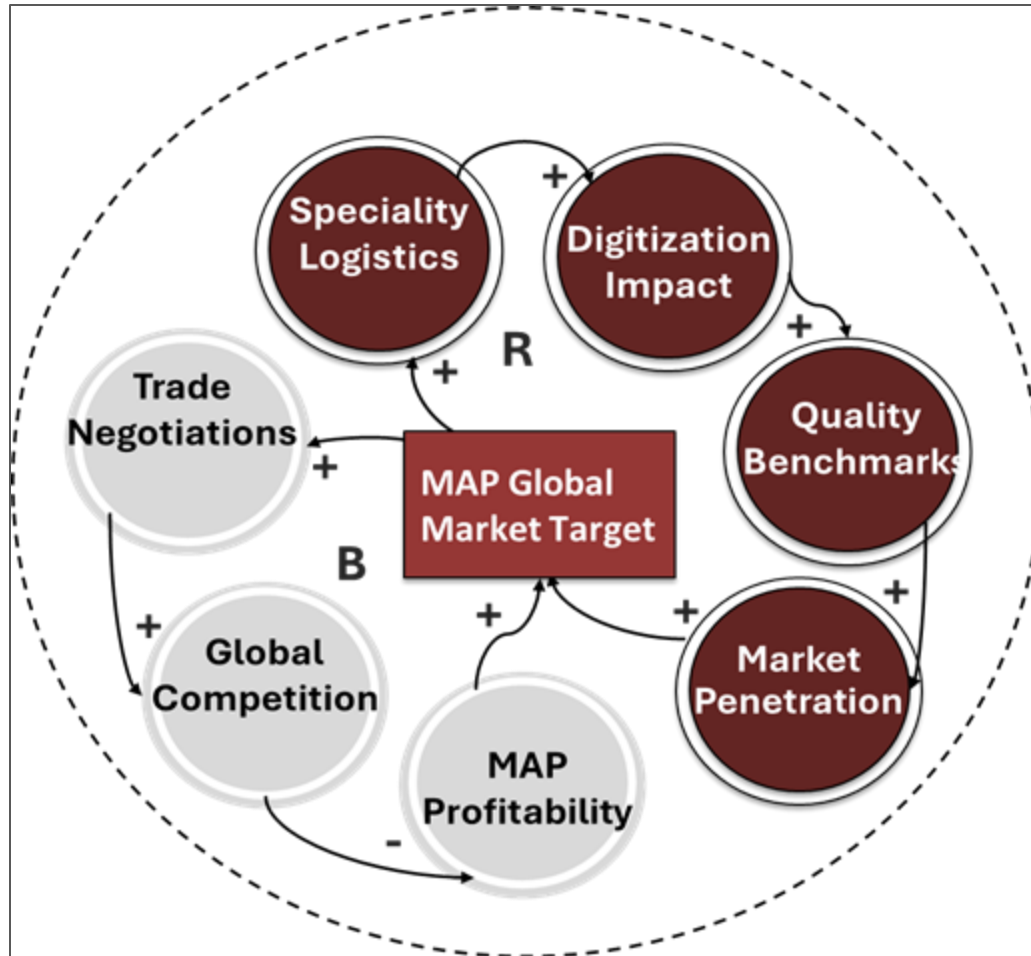 Speciality
Logistics
+
Digitization
Impact
+
R
+
Trade
Negotiations
+
Quality
Benchmarks
MAP Global
Market Target
B
+
+
+
+
Global
Competition
Market
Penetration
MAP
Profitability
-